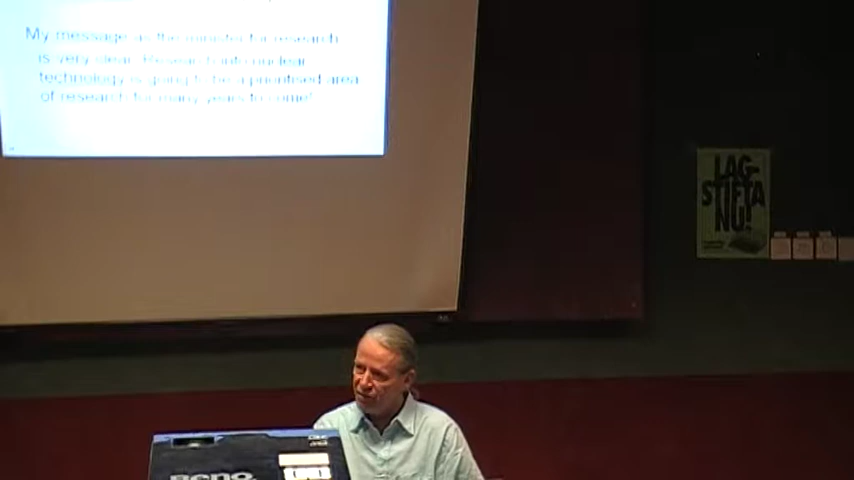 My message as the minister for research
is very clear. Research into nuclear
technology is going to be a prioritised area
of research for many years to come"
LAG-
STIFTA
NU!
BenQ